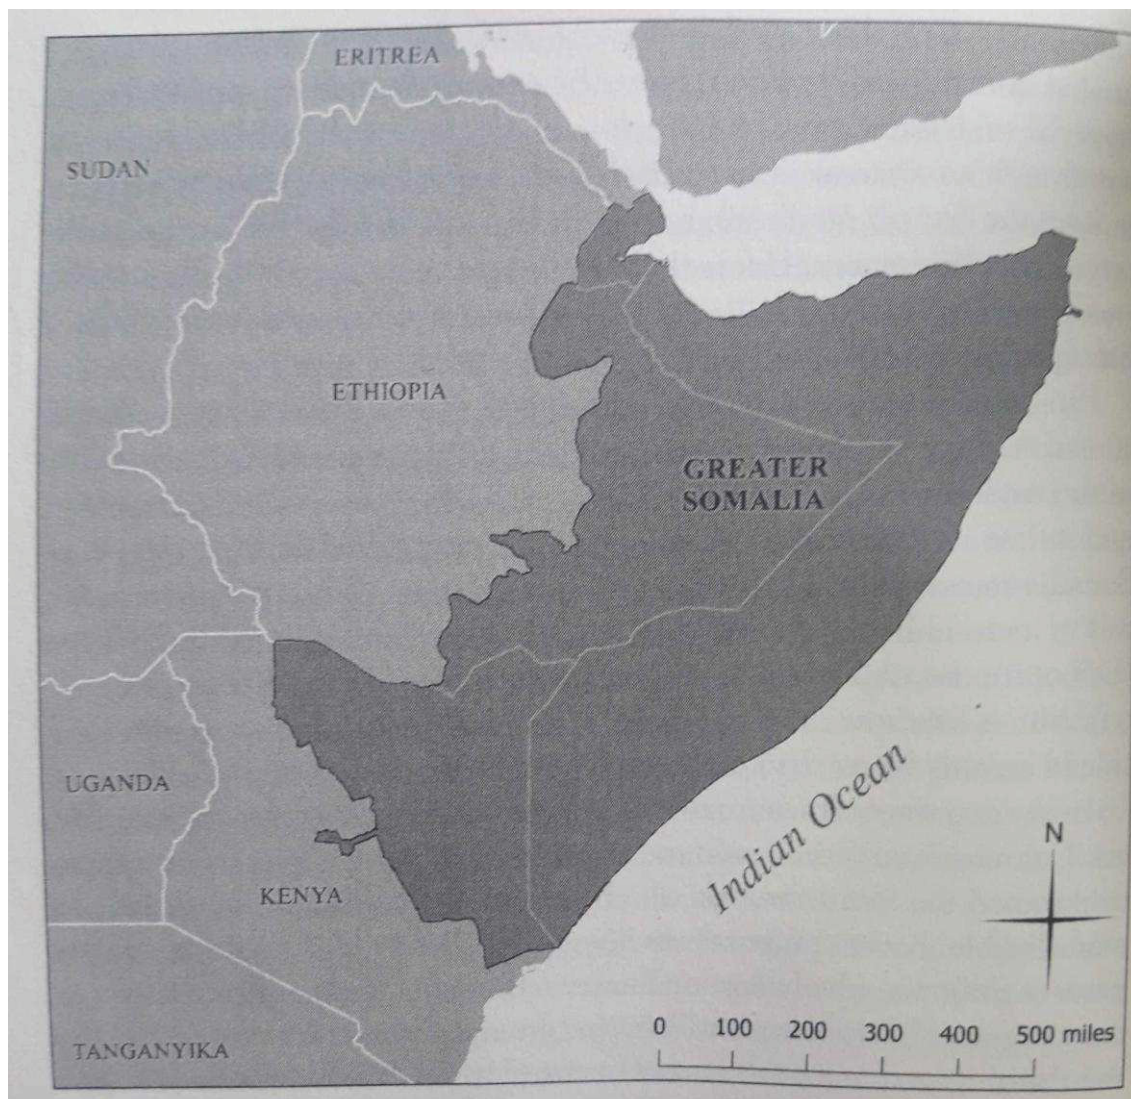 ERITREA
SUDAN
ETHIOPIA
GREATER
SOMALIA
UGANDA
Indian Ocean
N
KENYA
0 100 200 300 400 500 miles
TANGANYIKA